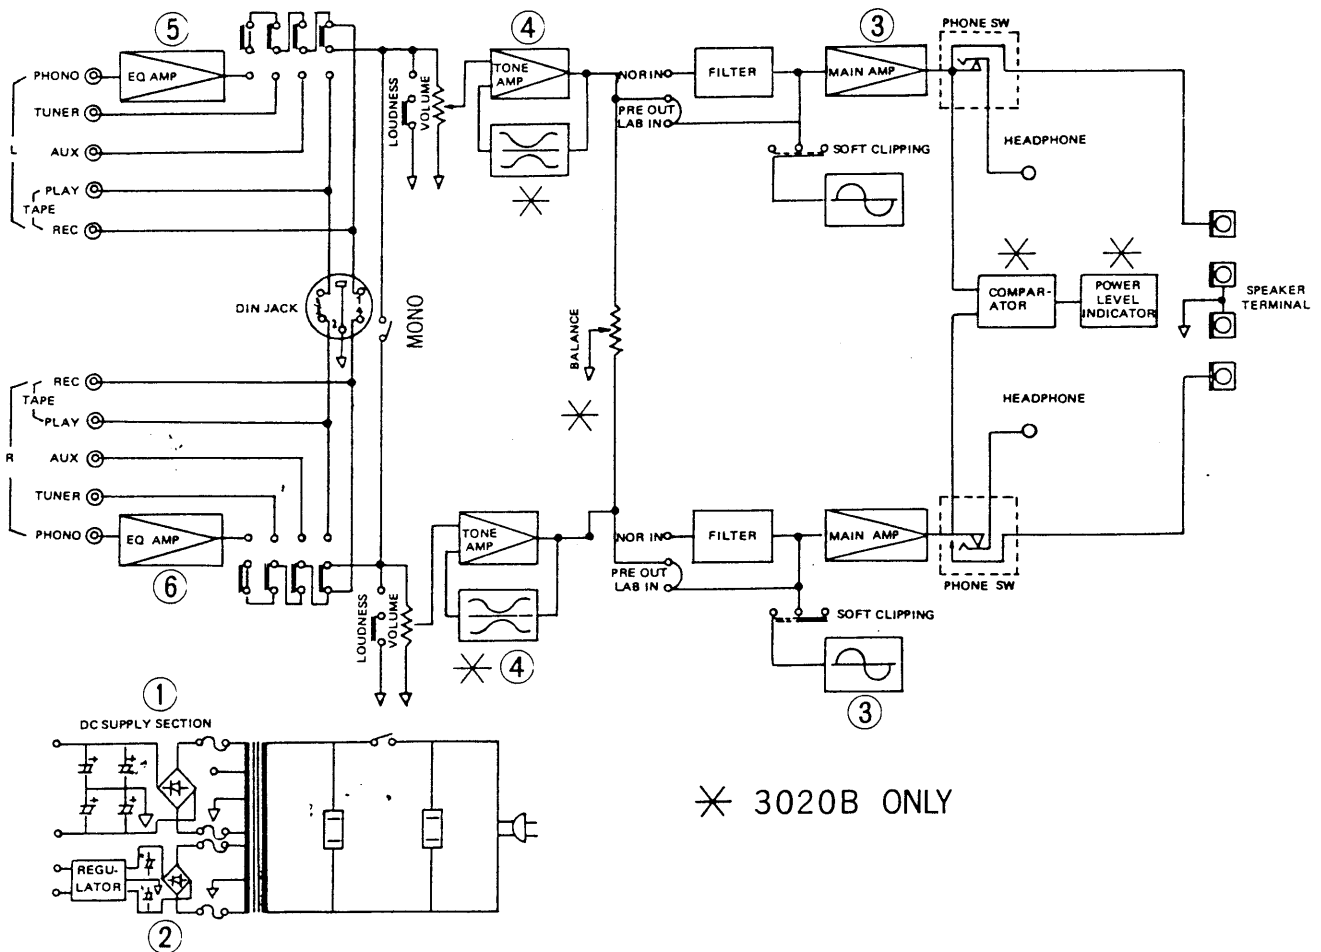 PHONE SW
5
4
3
PHONO
EQ AMP
TONE
AMP
NOR IN
FILTER
MAIN AMP
TUNER
LOUDNESS
VOLUME
PRE OUT
LAB IN
L
AUX
SOFT CLIPPING
HEADPHONE
PLAY
TAPE
REC
DIN JACK
MONO
BALANCE
COMPAR-
ATOR
POWER
LEVEL
INDICATOR
SPEAKER
TERMINAL
REC
TAPE
PLAY
HEADPHONE
R
AUX
TUNER
PHONO
EQ AMP
TONE
AMP
NOR IN
FILTER
MAIN AMP
PRE OUT
LAB IN
PHONE SW
6
LOUDNESS
VOLUME
SOFT CLIPPING
4
3
1
DC SUPPLY SECTION
3020B ONLY
REGU-
LATOR
2